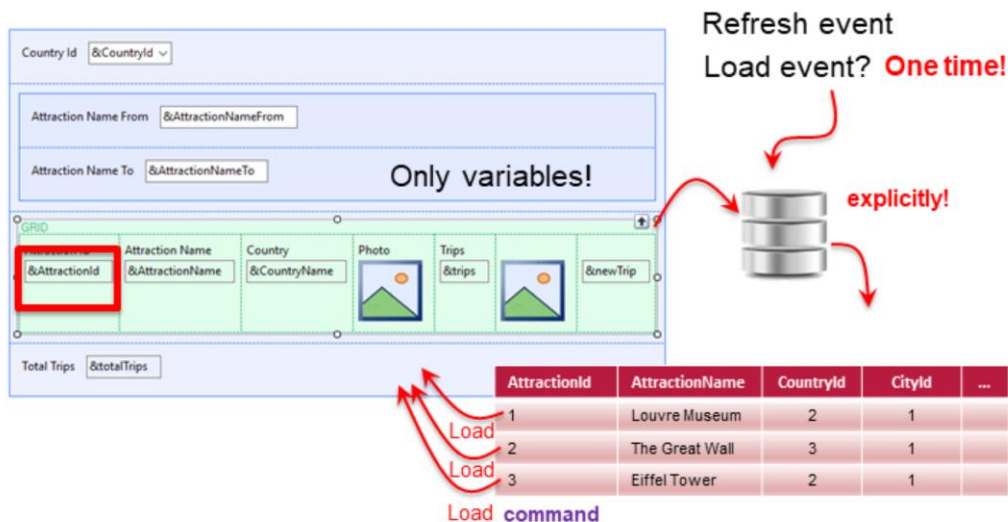 Refresh event
Load event? One time!
Country Id &CountryId
Attraction Name From &AttractionNameFrom
Attraction Name To &AttractionNameTo
Only variables!
explicitly!
GRID
Attraction Name Country Photo Trips
&AttractionId &AttractionName &CountryName &trips &newTrip
Total Trips &totalTrips
AttractionId AttractionName CountryId CityId ...
1 Louvre Museum 2 1
Load
2 The Great Wall 3 1
Load
3 Eiffel Tower 2 1
Load command